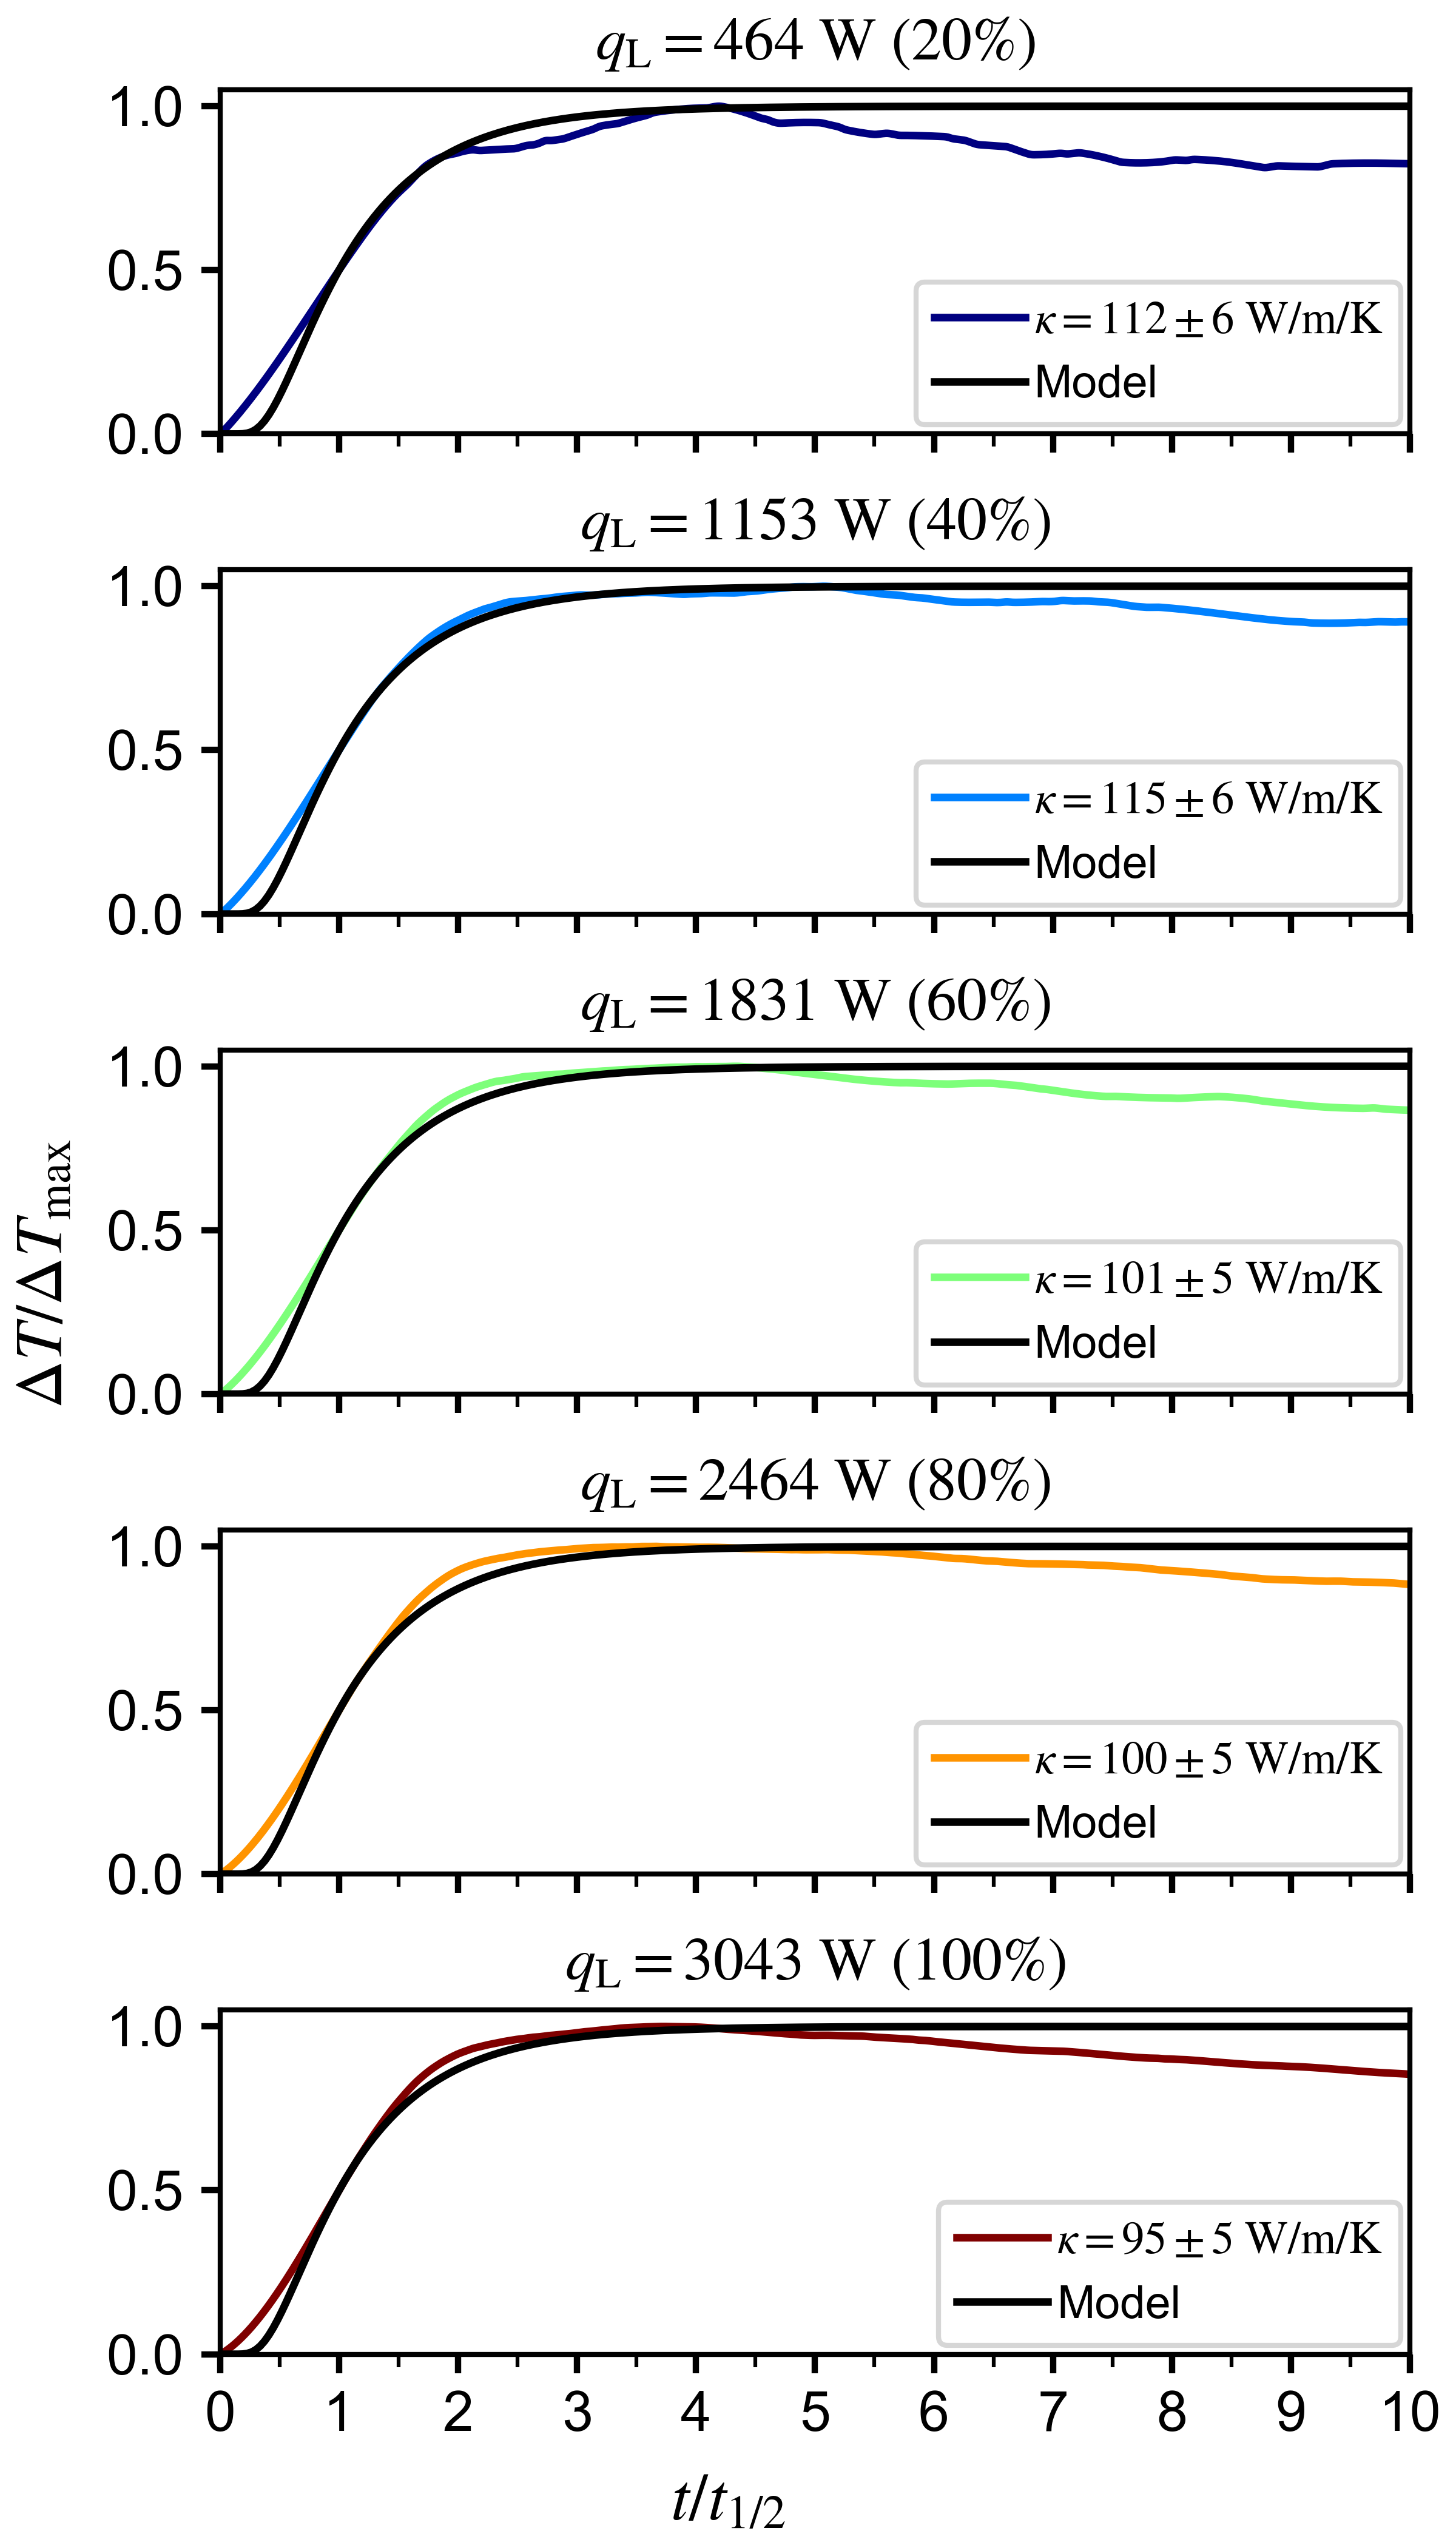 q_L = 464 W (20%)
1.0
0.5
0.0
κ = 112 ± 6 W/m/K
Model
q_L = 1153 W (40%)
1.0
0.5
0.0
κ = 115 ± 6 W/m/K
Model
q_L = 1831 W (60%)
1.0
0.5
0.0
κ = 101 ± 5 W/m/K
Model
ΔT/ΔT_max
q_L = 2464 W (80%)
1.0
0.5
0.0
κ = 100 ± 5 W/m/K
Model
q_L = 3043 W (100%)
1.0
0.5
0.0
κ = 95 ± 5 W/m/K
Model
0 1 2 3 4 5 6 7 8 9 10
t/t_1/2